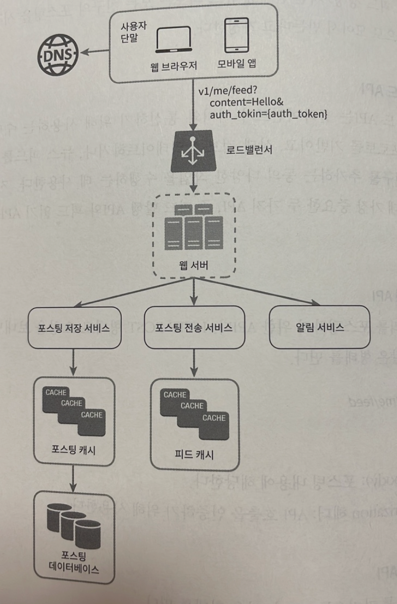 사용자
단말
DNS
웹 브라우저
모바일 앱
v1/me/feed?
content=Hello&
auth_tokin={auth_token}
로드밸런서
웹 서버
포스팅 저장 서비스
포스팅 전송 서비스
알림 서비스
CACHE
CACHE
CACHE
포스팅 캐시
CACHE
CACHE
CACHE
피드 캐시
포스팅
데이터베이스